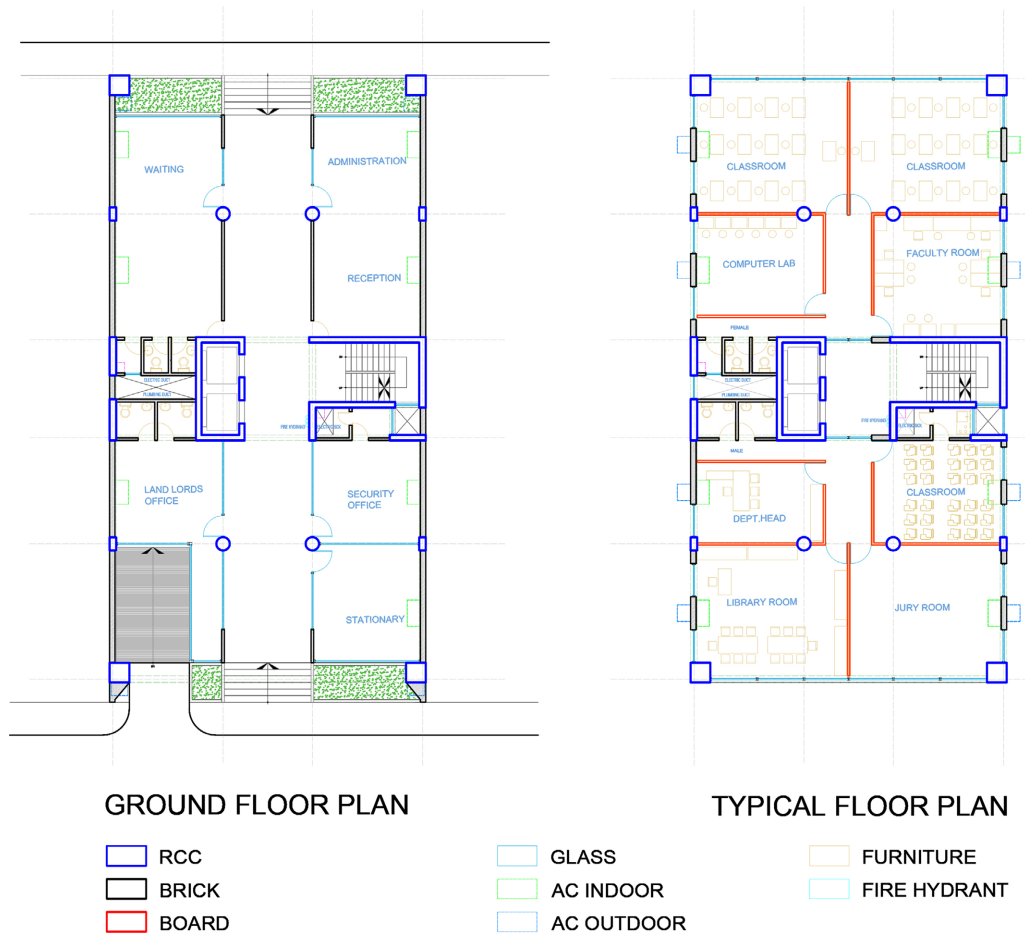 WAITING
ADMINISTRATION
RECEPTION
ELECTRIC DUCT
PLUMBING DUCT
FIRE HYDRANT
LAND LORDS
OFFICE
SECURITY
OFFICE
STATIONARY
CLASSROOM
CLASSROOM
COMPUTER LAB
FACULTY ROOM
FEMALE
ELECTRIC DUCT
PLUMBING DUCT
FIRE HYDRANT
MALE
DEPT.HEAD
CLASSROOM
LIBRARY ROOM
JURY ROOM
GROUND FLOOR PLAN
TYPICAL FLOOR PLAN
RCC
BRICK
BOARD
GLASS
AC INDOOR
AC OUTDOOR
FURNITURE
FIRE HYDRANT